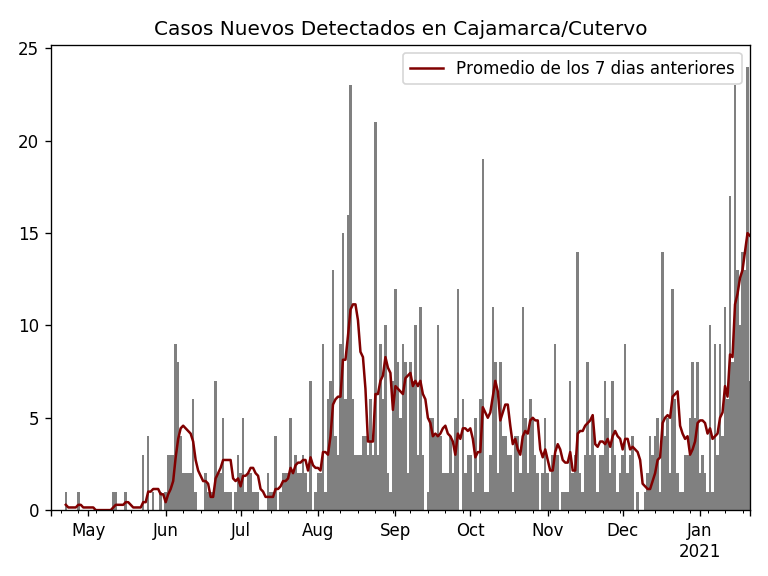 Casos Nuevos Detectados en Cajamarca/Cutervo
Promedio de los 7 dias anteriores
25
20
15
10
5
0
May Jun Jul Aug Sep Oct Nov Dec Jan
2021